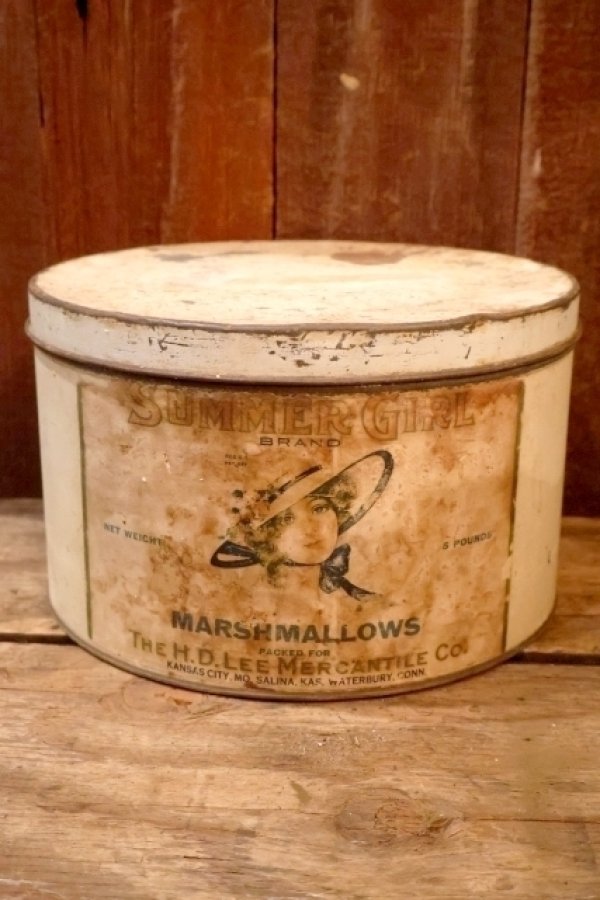 SUMMER GIRL
BRAND
NET WEIGHT
5 POUNDS
MARSHMALLOWS
PACKED FOR
THE H.D. LEE MERCANTILE CO.
KANSAS CITY, MO. SALINA, KAS. WATERBURY, CONN.